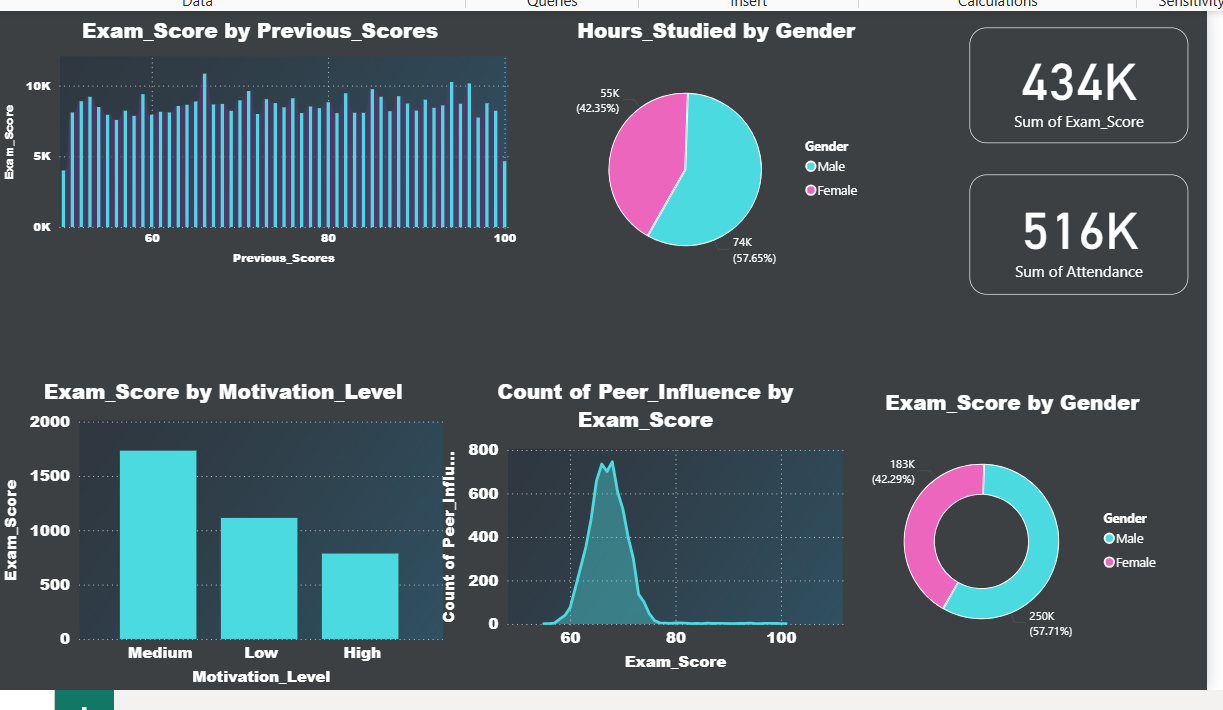 Data
Queries
Insert
Calculations
Sensitivity
Exam_Score by Previous_Scores
10K
5K
0K
Exam_Score
60
80
100
Previous_Scores
Hours_Studied by Gender
55K
(42.35%)
74K
(57.65%)
Gender
Male
Female
434K
Sum of Exam_Score
516K
Sum of Attendance
Exam_Score by Motivation_Level
2000
1500
1000
500
0
Exam_Score
Medium
Low
High
Motivation_Level
Count of Peer_Influence by
Exam_Score
800
600
400
200
0
Count of Peer_Influ...
60
80
100
Exam_Score
Exam_Score by Gender
183K
(42.29%)
250K
(57.71%)
Gender
Male
Female